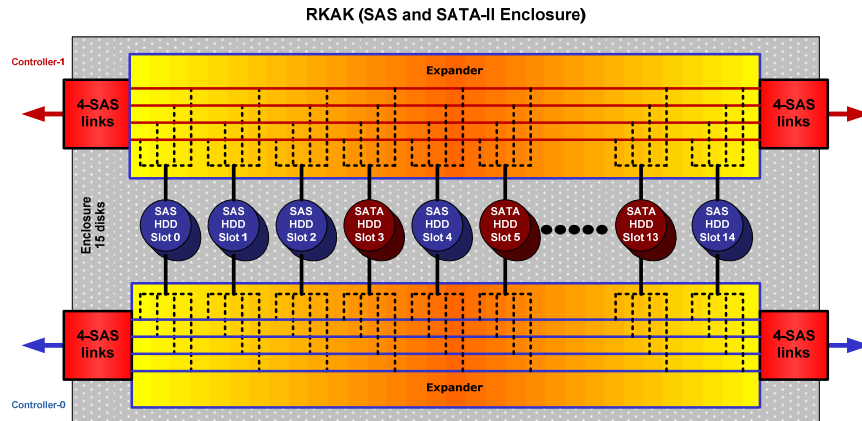 RKAK (SAS and SATA-II Enclosure)
Controller-1
Expander
4-SAS
links
4-SAS
links
Enclosure
15 disks
SAS
HDD
Slot 0
SAS
HDD
Slot 1
SAS
HDD
Slot 2
SATA
HDD
Slot 3
SAS
HDD
Slot 4
SATA
HDD
Slot 5
SATA
HDD
Slot 13
SAS
HDD
Slot 14
4-SAS
links
4-SAS
links
Expander
Controller-0